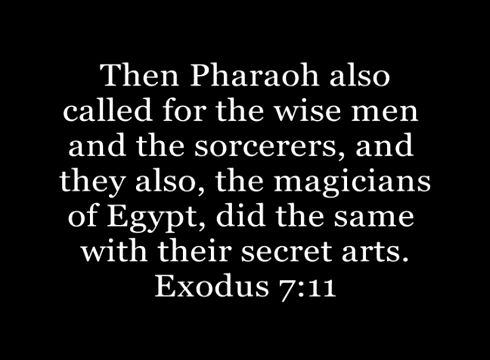 Then Pharaoh also
called for the wise men
and the sorcerers, and
they also, the magicians
of Egypt, did the same
with their secret arts.
Exodus 7:11